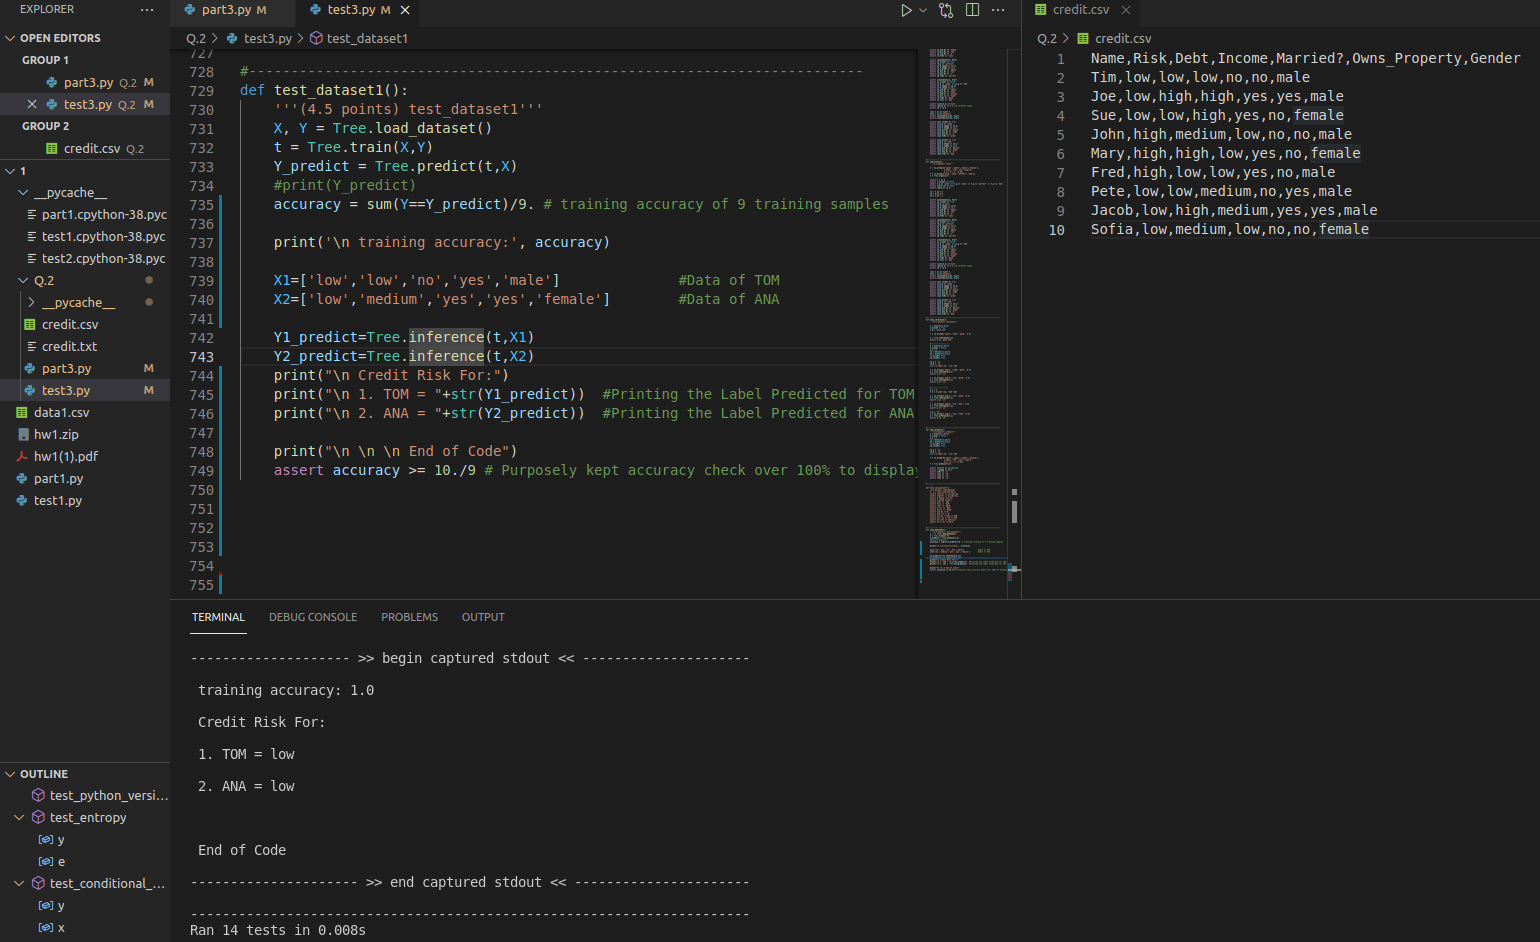 EXPLORER ···
OPEN EDITORS
GROUP 1
part3.py Q.2 M
test3.py Q.2 M
GROUP 2
credit.csv Q.2
1
__pycache__
part1.cpython-38.pyc
test1.cpython-38.pyc
test2.cpython-38.pyc
Q.2
__pycache__
credit.csv
credit.txt
part3.py M
test3.py M
data1.csv
hw1.zip
hw1(1).pdf
part1.py
test1.py
OUTLINE
test_python_versi...
test_entropy
y
e
test_conditional_...
y
x
part3.py M test3.py M
Q.2 > test3.py > test_dataset1
727
728 #-------------------------------------------------------------------------
729 def test_dataset1():
730 '''(4.5 points) test_dataset1'''
731 X, Y = Tree.load_dataset()
732 t = Tree.train(X,Y)
733 Y_predict = Tree.predict(t,X)
734 #print(Y_predict)
735 accuracy = sum(Y==Y_predict)/9. # training accuracy of 9 training samples
736
737 print('\n training accuracy:', accuracy)
738
739 X1=['low','low','no','yes','male'] #Data of TOM
740 X2=['low','medium','yes','yes','female'] #Data of ANA
741
742 Y1_predict=Tree.inference(t,X1)
743 Y2_predict=Tree.inference(t,X2)
744 print("\n Credit Risk For:")
745 print("\n 1. TOM = "+str(Y1_predict)) #Printing the Label Predicted for TOM
746 print("\n 2. ANA = "+str(Y2_predict)) #Printing the Label Predicted for ANA
747
748 print("\n \n \n End of Code")
749 assert accuracy >= 10./9 # Purposely kept accuracy check over 100% to display
750
751
752
753
754
755
credit.csv
Q.2 > credit.csv
1 Name,Risk,Debt,Income,Married?,Owns_Property,Gender
2 Tim,low,low,low,no,no,male
3 Joe,low,high,high,yes,yes,male
4 Sue,low,low,high,yes,no,female
5 John,high,medium,low,no,no,male
6 Mary,high,high,low,yes,no,female
7 Fred,high,low,low,yes,no,male
8 Pete,low,low,medium,no,yes,male
9 Jacob,low,high,medium,yes,yes,male
10 Sofia,low,medium,low,no,no,female
TERMINAL DEBUG CONSOLE PROBLEMS OUTPUT
-------------------- >> begin captured stdout << ---------------------
training accuracy: 1.0
Credit Risk For:
1. TOM = low
2. ANA = low
End of Code
--------------------- >> end captured stdout << ----------------------
----------------------------------------------------------------------
Ran 14 tests in 0.008s